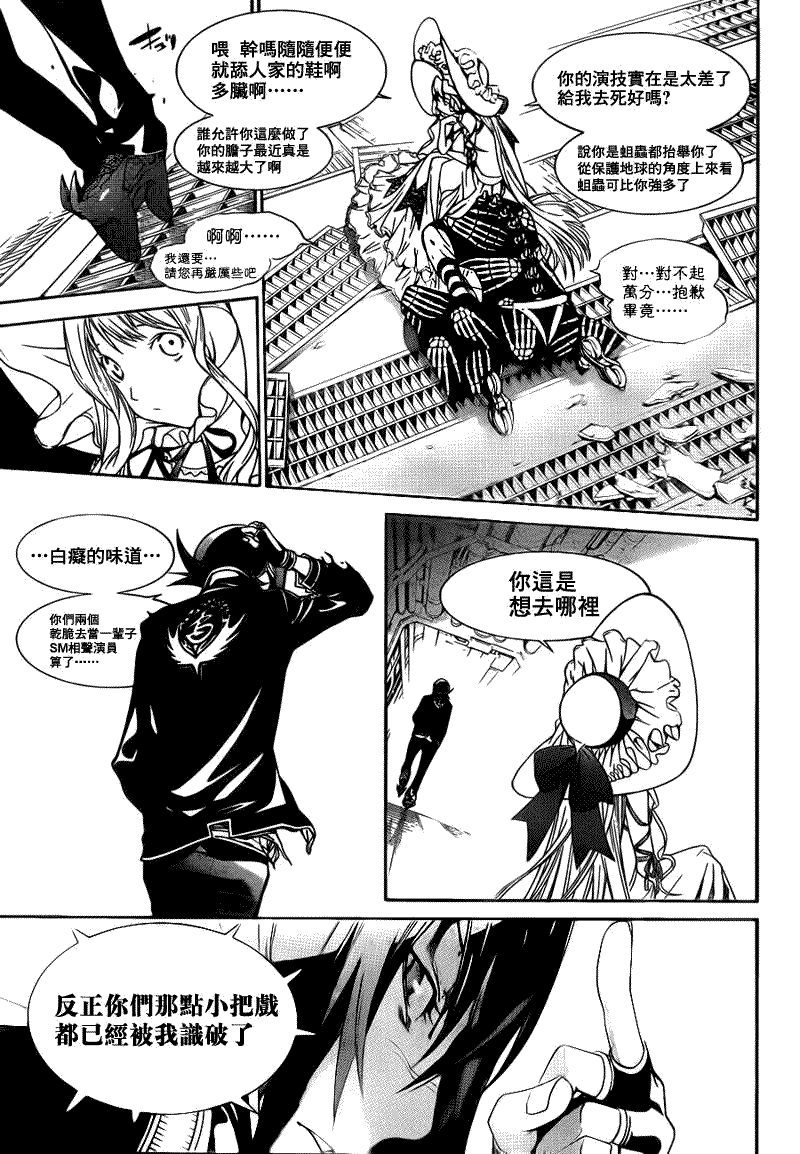 你的演技實在是太差了
給我去死好嗎?
說你是蛆蟲都抬舉你了
從保護地球的角度上來看
蛆蟲可比你強多了
對…對不起
萬分…抱歉
畢竟……
喂 幹嗎隨隨便便
就舔人家的鞋啊
多臟啊……
誰允許你這麼做了
你的膽子最近真是
越來越大了啊
啊啊……
我還要…
請您再嚴厲些吧
キュッ
你這是
想去哪裡
…白癡的味道…
你們兩個
乾脆去當一輩子
SM相聲演員
算了……
反正你們那點小把戲
都已經被我識破了